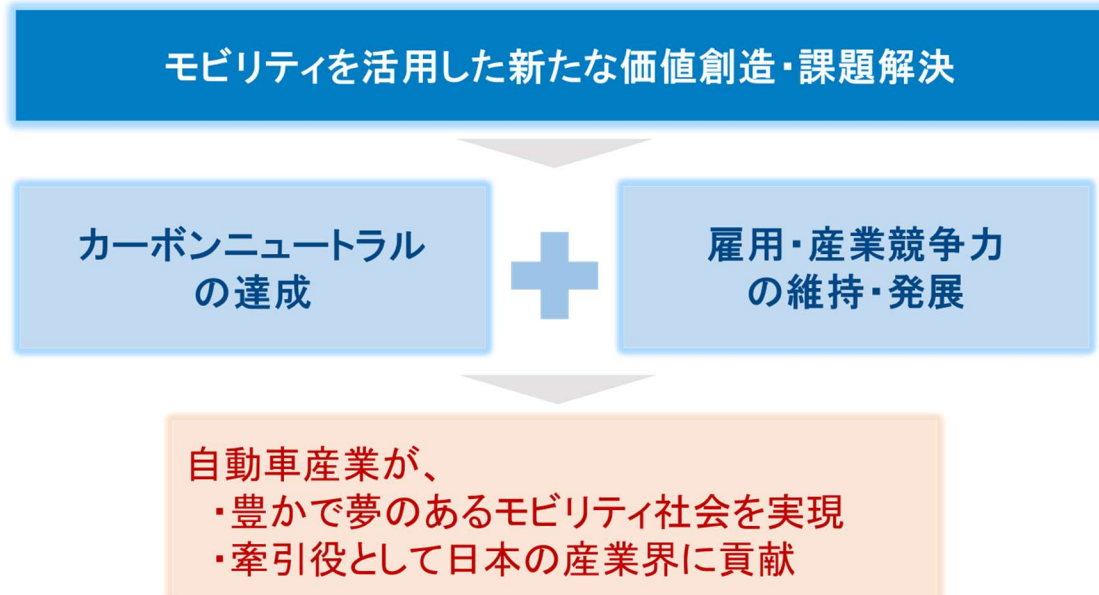 モビリティを活用した新たな価値創造・課題解決
カーボンニュートラル
の達成
雇用・産業競争力
の維持・発展
自動車産業が、
・豊かで夢のあるモビリティ社会を実現
・牽引役として日本の産業界に貢献